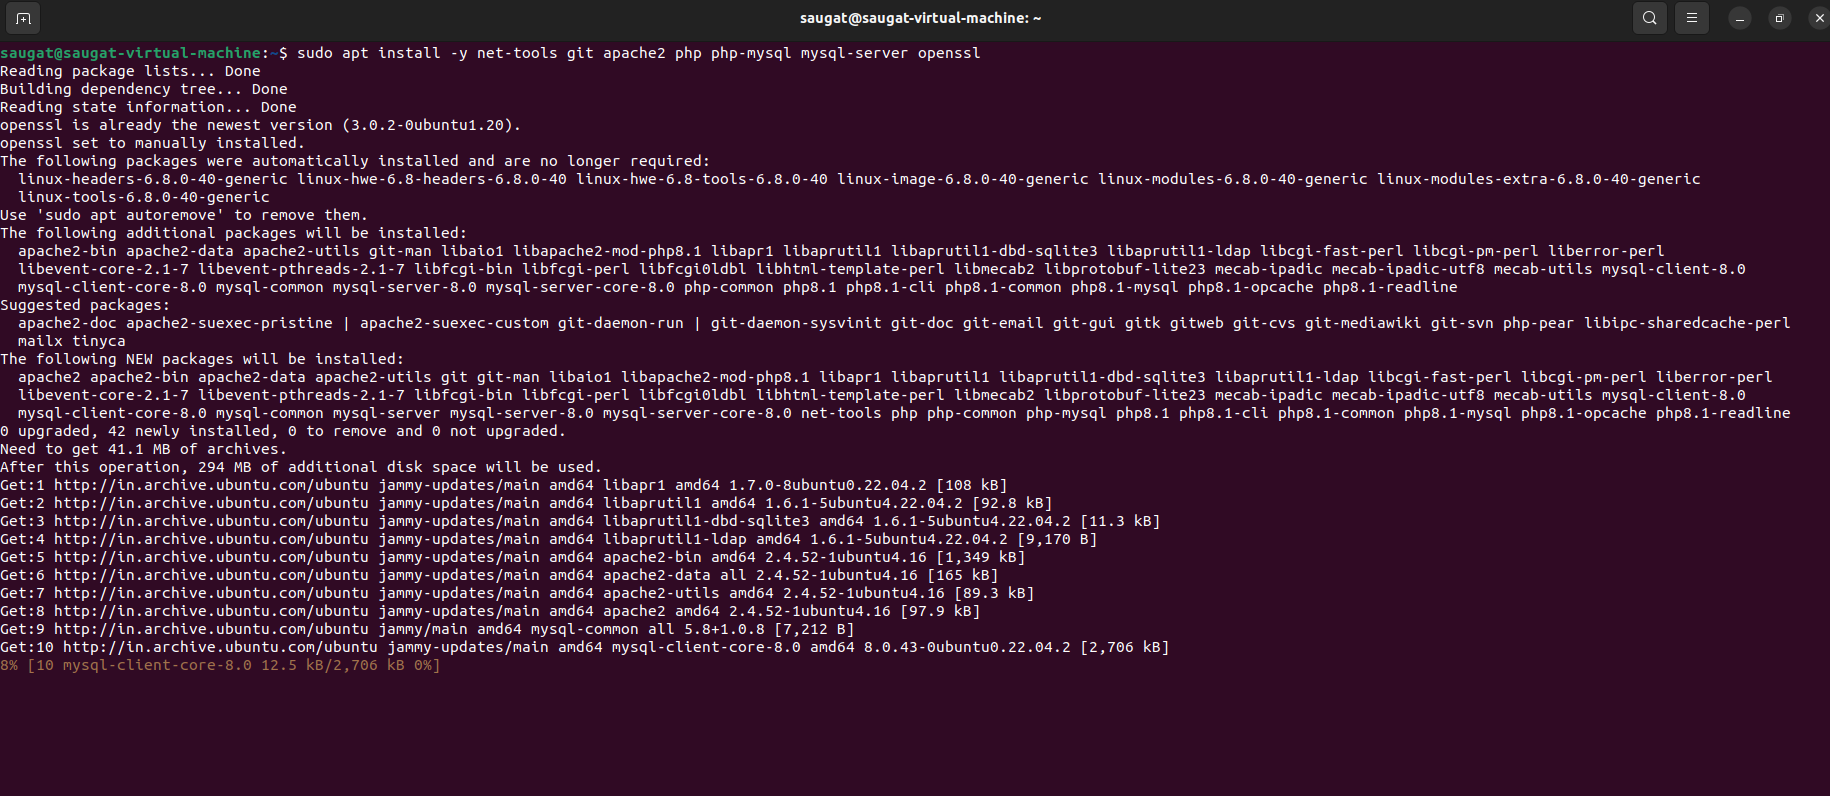 saugat@saugat-virtual-machine: ~
saugat@saugat-virtual-machine:~$ sudo apt install -y net-tools git apache2 php php-mysql mysql-server openssl
Reading package lists... Done
Building dependency tree... Done
Reading state information... Done
openssl is already the newest version (3.0.2-0ubuntu1.20).
openssl set to manually installed.
The following packages were automatically installed and are no longer required:
  linux-headers-6.8.0-40-generic linux-hwe-6.8-headers-6.8.0-40 linux-hwe-6.8-tools-6.8.0-40 linux-image-6.8.0-40-generic linux-modules-6.8.0-40-generic linux-modules-extra-6.8.0-40-generic
  linux-tools-6.8.0-40-generic
Use 'sudo apt autoremove' to remove them.
The following additional packages will be installed:
  apache2-bin apache2-data apache2-utils git-man libaio1 libapache2-mod-php8.1 libapr1 libaprutil1 libaprutil1-dbd-sqlite3 libaprutil1-ldap libcgi-fast-perl libcgi-pm-perl liberror-perl
  libevent-core-2.1-7 libevent-pthreads-2.1-7 libfcgi-bin libfcgi-perl libfcgi0ldbl libhtml-template-perl libmecab2 libprotobuf-lite23 mecab-ipadic mecab-ipadic-utf8 mecab-utils mysql-client-8.0
  mysql-client-core-8.0 mysql-common mysql-server-8.0 mysql-server-core-8.0 php-common php8.1 php8.1-cli php8.1-common php8.1-mysql php8.1-opcache php8.1-readline
Suggested packages:
  apache2-doc apache2-suexec-pristine | apache2-suexec-custom git-daemon-run | git-daemon-sysvinit git-doc git-email git-gui gitk gitweb git-cvs git-mediawiki git-svn php-pear libipc-sharedcache-perl
  mailx tinyca
The following NEW packages will be installed:
  apache2 apache2-bin apache2-data apache2-utils git git-man libaio1 libapache2-mod-php8.1 libapr1 libaprutil1 libaprutil1-dbd-sqlite3 libaprutil1-ldap libcgi-fast-perl libcgi-pm-perl liberror-perl
  libevent-core-2.1-7 libevent-pthreads-2.1-7 libfcgi-bin libfcgi-perl libfcgi0ldbl libhtml-template-perl libmecab2 libprotobuf-lite23 mecab-ipadic mecab-ipadic-utf8 mecab-utils mysql-client-8.0
  mysql-client-core-8.0 mysql-common mysql-server mysql-server-8.0 mysql-server-core-8.0 net-tools php php-common php-mysql php8.1 php8.1-cli php8.1-common php8.1-mysql php8.1-opcache php8.1-readline
0 upgraded, 42 newly installed, 0 to remove and 0 not upgraded.
Need to get 41.1 MB of archives.
After this operation, 294 MB of additional disk space will be used.
Get:1 http://in.archive.ubuntu.com/ubuntu jammy-updates/main amd64 libapr1 amd64 1.7.0-8ubuntu0.22.04.2 [108 kB]
Get:2 http://in.archive.ubuntu.com/ubuntu jammy-updates/main amd64 libaprutil1 amd64 1.6.1-5ubuntu4.22.04.2 [92.8 kB]
Get:3 http://in.archive.ubuntu.com/ubuntu jammy-updates/main amd64 libaprutil1-dbd-sqlite3 amd64 1.6.1-5ubuntu4.22.04.2 [11.3 kB]
Get:4 http://in.archive.ubuntu.com/ubuntu jammy-updates/main amd64 libaprutil1-ldap amd64 1.6.1-5ubuntu4.22.04.2 [9,170 B]
Get:5 http://in.archive.ubuntu.com/ubuntu jammy-updates/main amd64 apache2-bin amd64 2.4.52-1ubuntu4.16 [1,349 kB]
Get:6 http://in.archive.ubuntu.com/ubuntu jammy-updates/main amd64 apache2-data all 2.4.52-1ubuntu4.16 [165 kB]
Get:7 http://in.archive.ubuntu.com/ubuntu jammy-updates/main amd64 apache2-utils amd64 2.4.52-1ubuntu4.16 [89.3 kB]
Get:8 http://in.archive.ubuntu.com/ubuntu jammy-updates/main amd64 apache2 amd64 2.4.52-1ubuntu4.16 [97.9 kB]
Get:9 http://in.archive.ubuntu.com/ubuntu jammy/main amd64 mysql-common all 5.8+1.0.8 [7,212 B]
Get:10 http://in.archive.ubuntu.com/ubuntu jammy-updates/main amd64 mysql-client-core-8.0 amd64 8.0.43-0ubuntu0.22.04.2 [2,706 kB]
8% [10 mysql-client-core-8.0 12.5 kB/2,706 kB 0%]